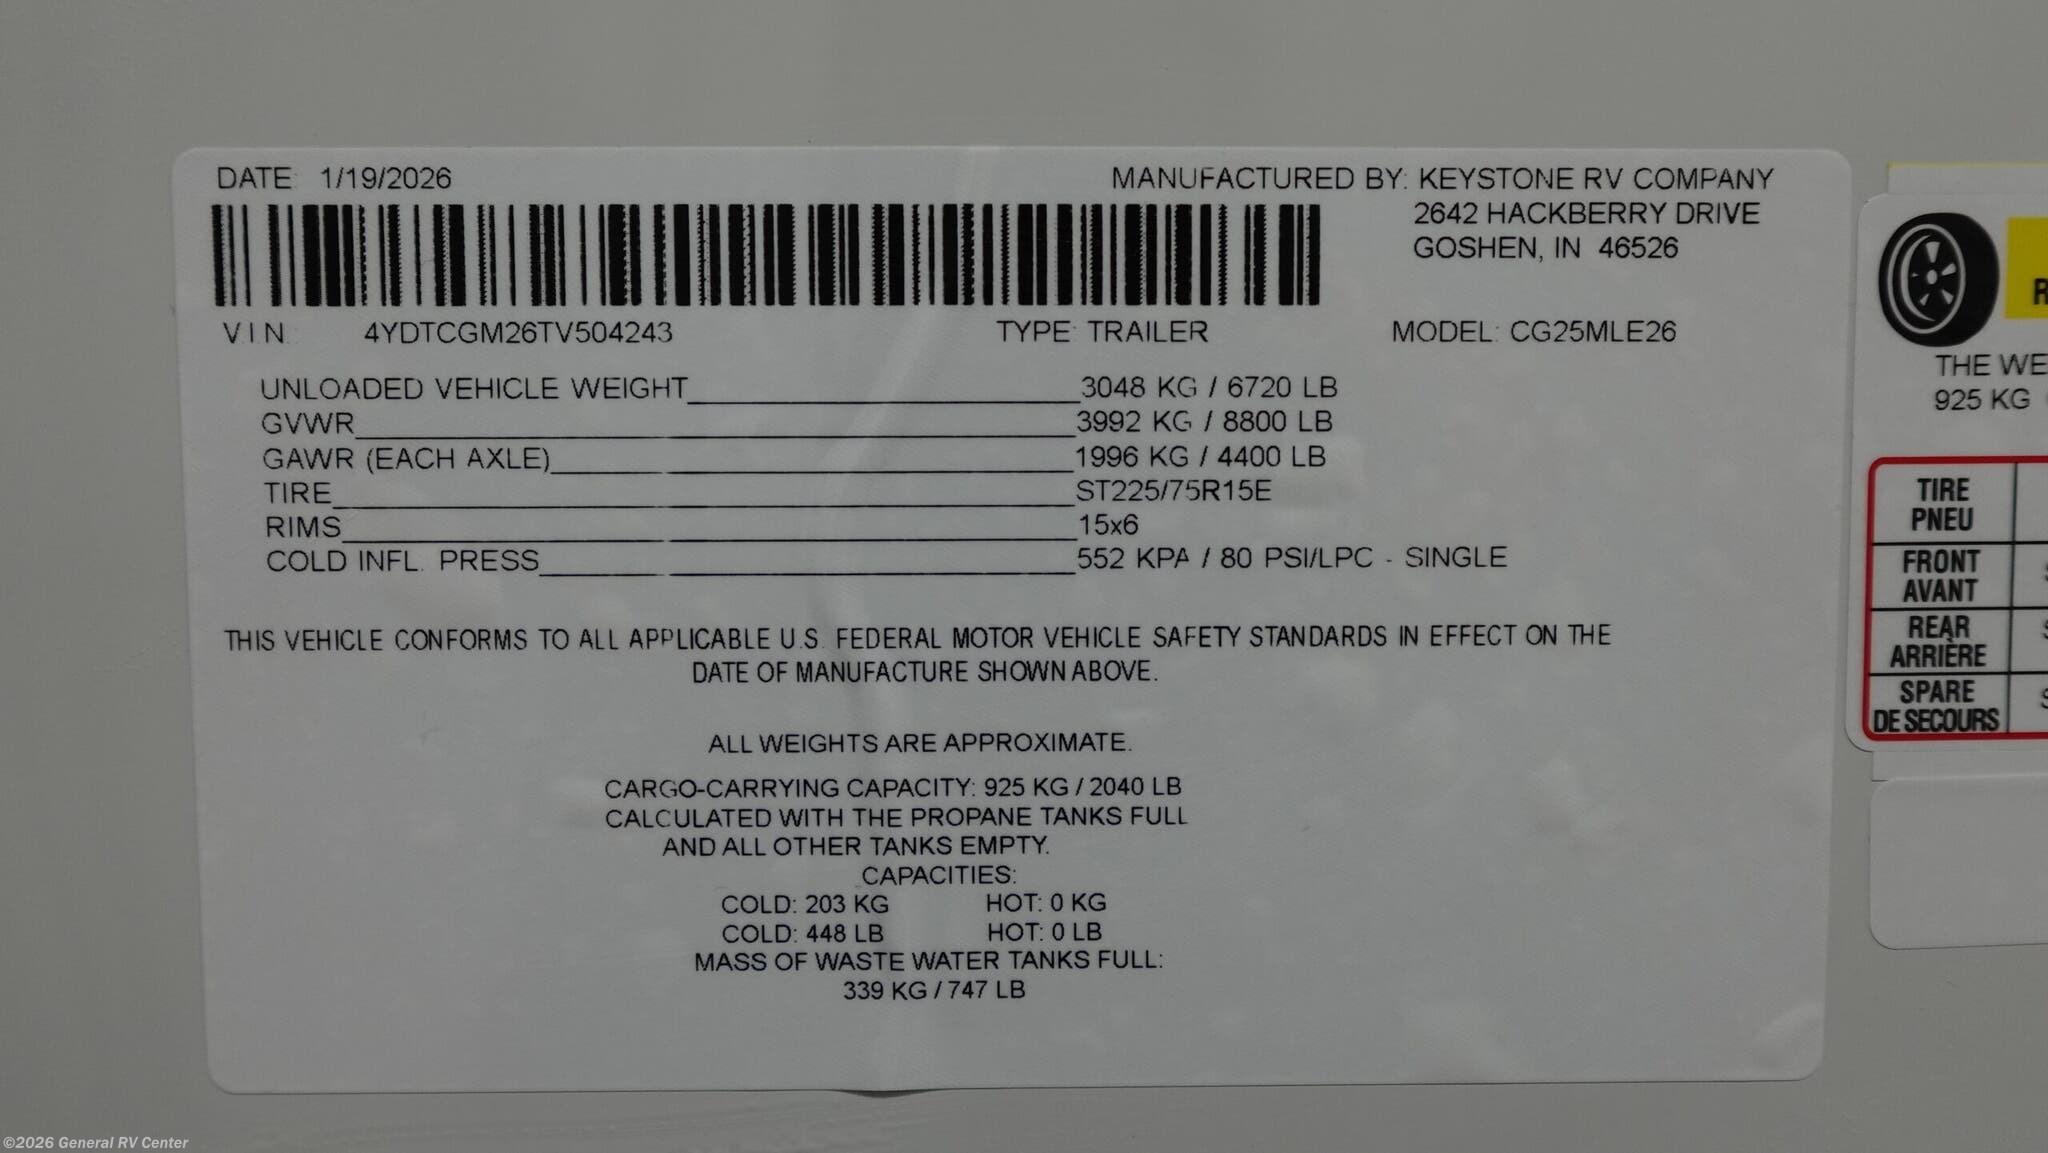 DATE: 1/19/2026
MANUFACTURED BY: KEYSTONE RV COMPANY
2642 HACKBERRY DRIVE
GOSHEN, IN 46526
V I N: 4YDTCGM26TV504243 TYPE: TRAILER MODEL: CG25MLE26
UNLOADED VEHICLE WEIGHT 3048 KG / 6720 LB
GVWR 3992 KG / 8800 LB
GAWR (EACH AXLE) 1996 KG / 4400 LB
TIRE ST225/75R15E
RIMS 15x6
COLD INFL. PRESS 552 KPA / 80 PSI/LPC - SINGLE
THIS VEHICLE CONFORMS TO ALL APPLICABLE U.S. FEDERAL MOTOR VEHICLE SAFETY STANDARDS IN EFFECT ON THE
DATE OF MANUFACTURE SHOWN ABOVE.
ALL WEIGHTS ARE APPROXIMATE.
CARGO-CARRYING CAPACITY: 925 KG / 2040 LB
CALCULATED WITH THE PROPANE TANKS FULL
AND ALL OTHER TANKS EMPTY.
CAPACITIES:
COLD: 203 KG HOT: 0 KG
COLD: 448 LB HOT: 0 LB
MASS OF WASTE WATER TANKS FULL:
339 KG / 747 LB
THE WE
925 KG
TIRE
PNEU
FRONT
AVANT
REAR
ARRIÈRE
SPARE
DE SECOURS
©2026 General RV Center